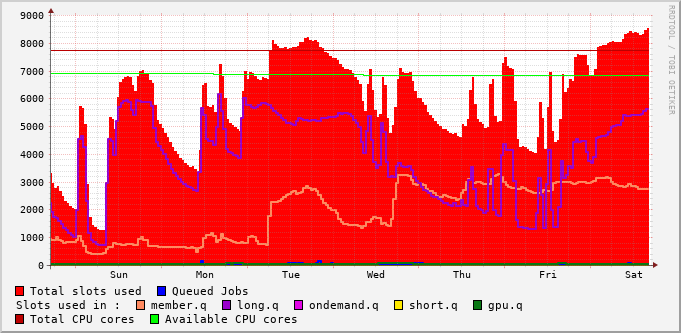 9000
8000
7000
6000
5000
4000
3000
2000
1000
0
Sun Mon Tue Wed Thu Fri Sat
Total slots used Queued Jobs
Slots used in : member.q long.q ondemand.q short.q gpu.q
Total CPU cores Available CPU cores
RRDTOOL / TOBI OETIKER